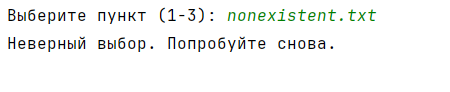 Выберите пункт (1-3): nonexistent.txt
Неверный выбор. Попробуйте снова.